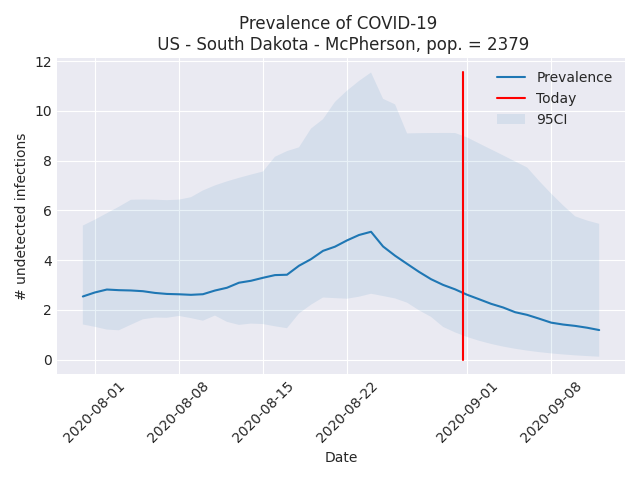 Prevalence of COVID-19
US - South Dakota - McPherson, pop. = 2379
Prevalence
Today
95CI
# undetected infections
12
10
8
6
4
2
0
2020-08-01
2020-08-08
2020-08-15
2020-08-22
2020-09-01
2020-09-08
Date